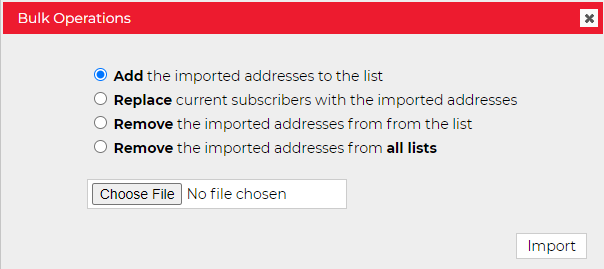 Bulk Operations
Add the imported addresses to the list
Replace current subscribers with the imported addresses
Remove the imported addresses from from the list
Remove the imported addresses from all lists
Choose File No file chosen
Import